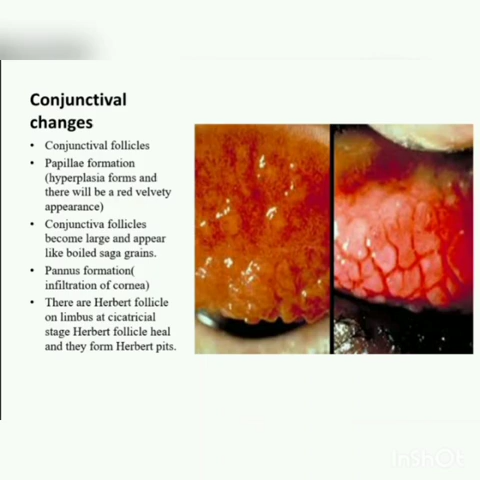 Conjunctival
changes
• Conjunctival follicles
• Papillae formation
(hyperplasia forms and
there will be a red velvety
appearance)
• Conjunctiva follicles
become large and appear
like boiled saga grains.
• Pannus formation(
infiltration of cornea)
• There are Herbert follicle
on limbus at cicatricial
stage Herbert follicle heal
and they form Herbert pits.
InShOt